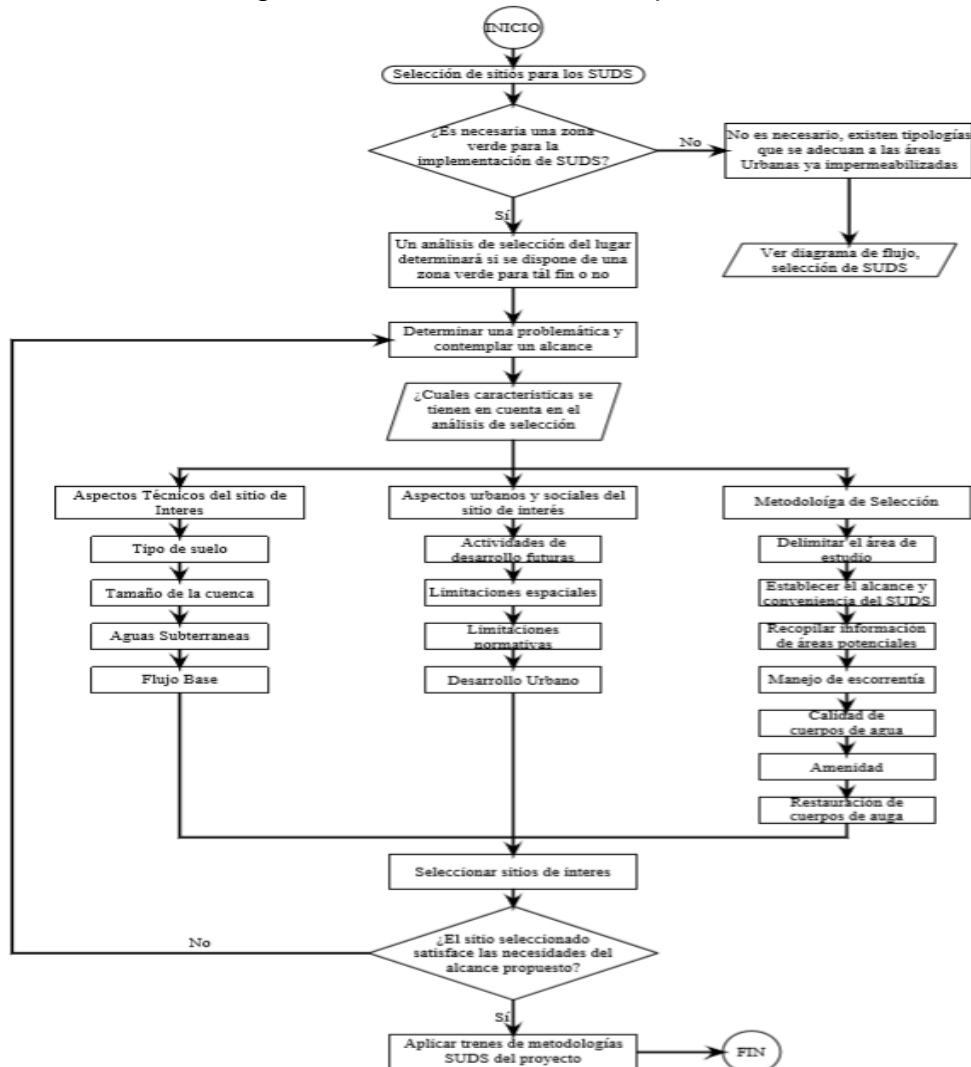 INICIO
Selección de sitios para los SUDS
¿Es necesaria una zona
verde para la
implementación de SUDS?
No
No es necesario, existen tipologías
que se adecuan a las áreas
Urbanas ya impermeabilizadas
Sí
Un análisis de selección del lugar
determinará si se dispone de una
zona verde para tál fin o no
Ver diagrama de flujo,
selección de SUDS
Determinar una problemática y
contemplar un alcance
¿Cuales caracteristicas se
tienen en cuenta en el
análisis de selección
Aspectos Técnicos del sitio de
Interes
Tipo de suelo
Tamaño de la cuenca
Aguas Subterraneas
Flujo Base
Aspectos urbanos y sociales del
sitio de interés
Actividades de
desarrollo futuras
Limitaciones espaciales
Limitaciones
normativas
Desarrollo Urbano
Metodoloíga de Selección
Delimitar el área de
estudio
Establecer el alcance y
conveniencia del SUDS
Recopilar información
de áreas potenciales
Manejo de escorrentía
Calidad de
cuerpos de agua
Amenidad
Restauración de
cuerpos de auga
Seleccionar sitios de interes
¿El sitio seleccionado
satisface las necesidades del
alcance propuesto?
No
Sí
Aplicar trenes de metodologías
SUDS del proyecto
FIN